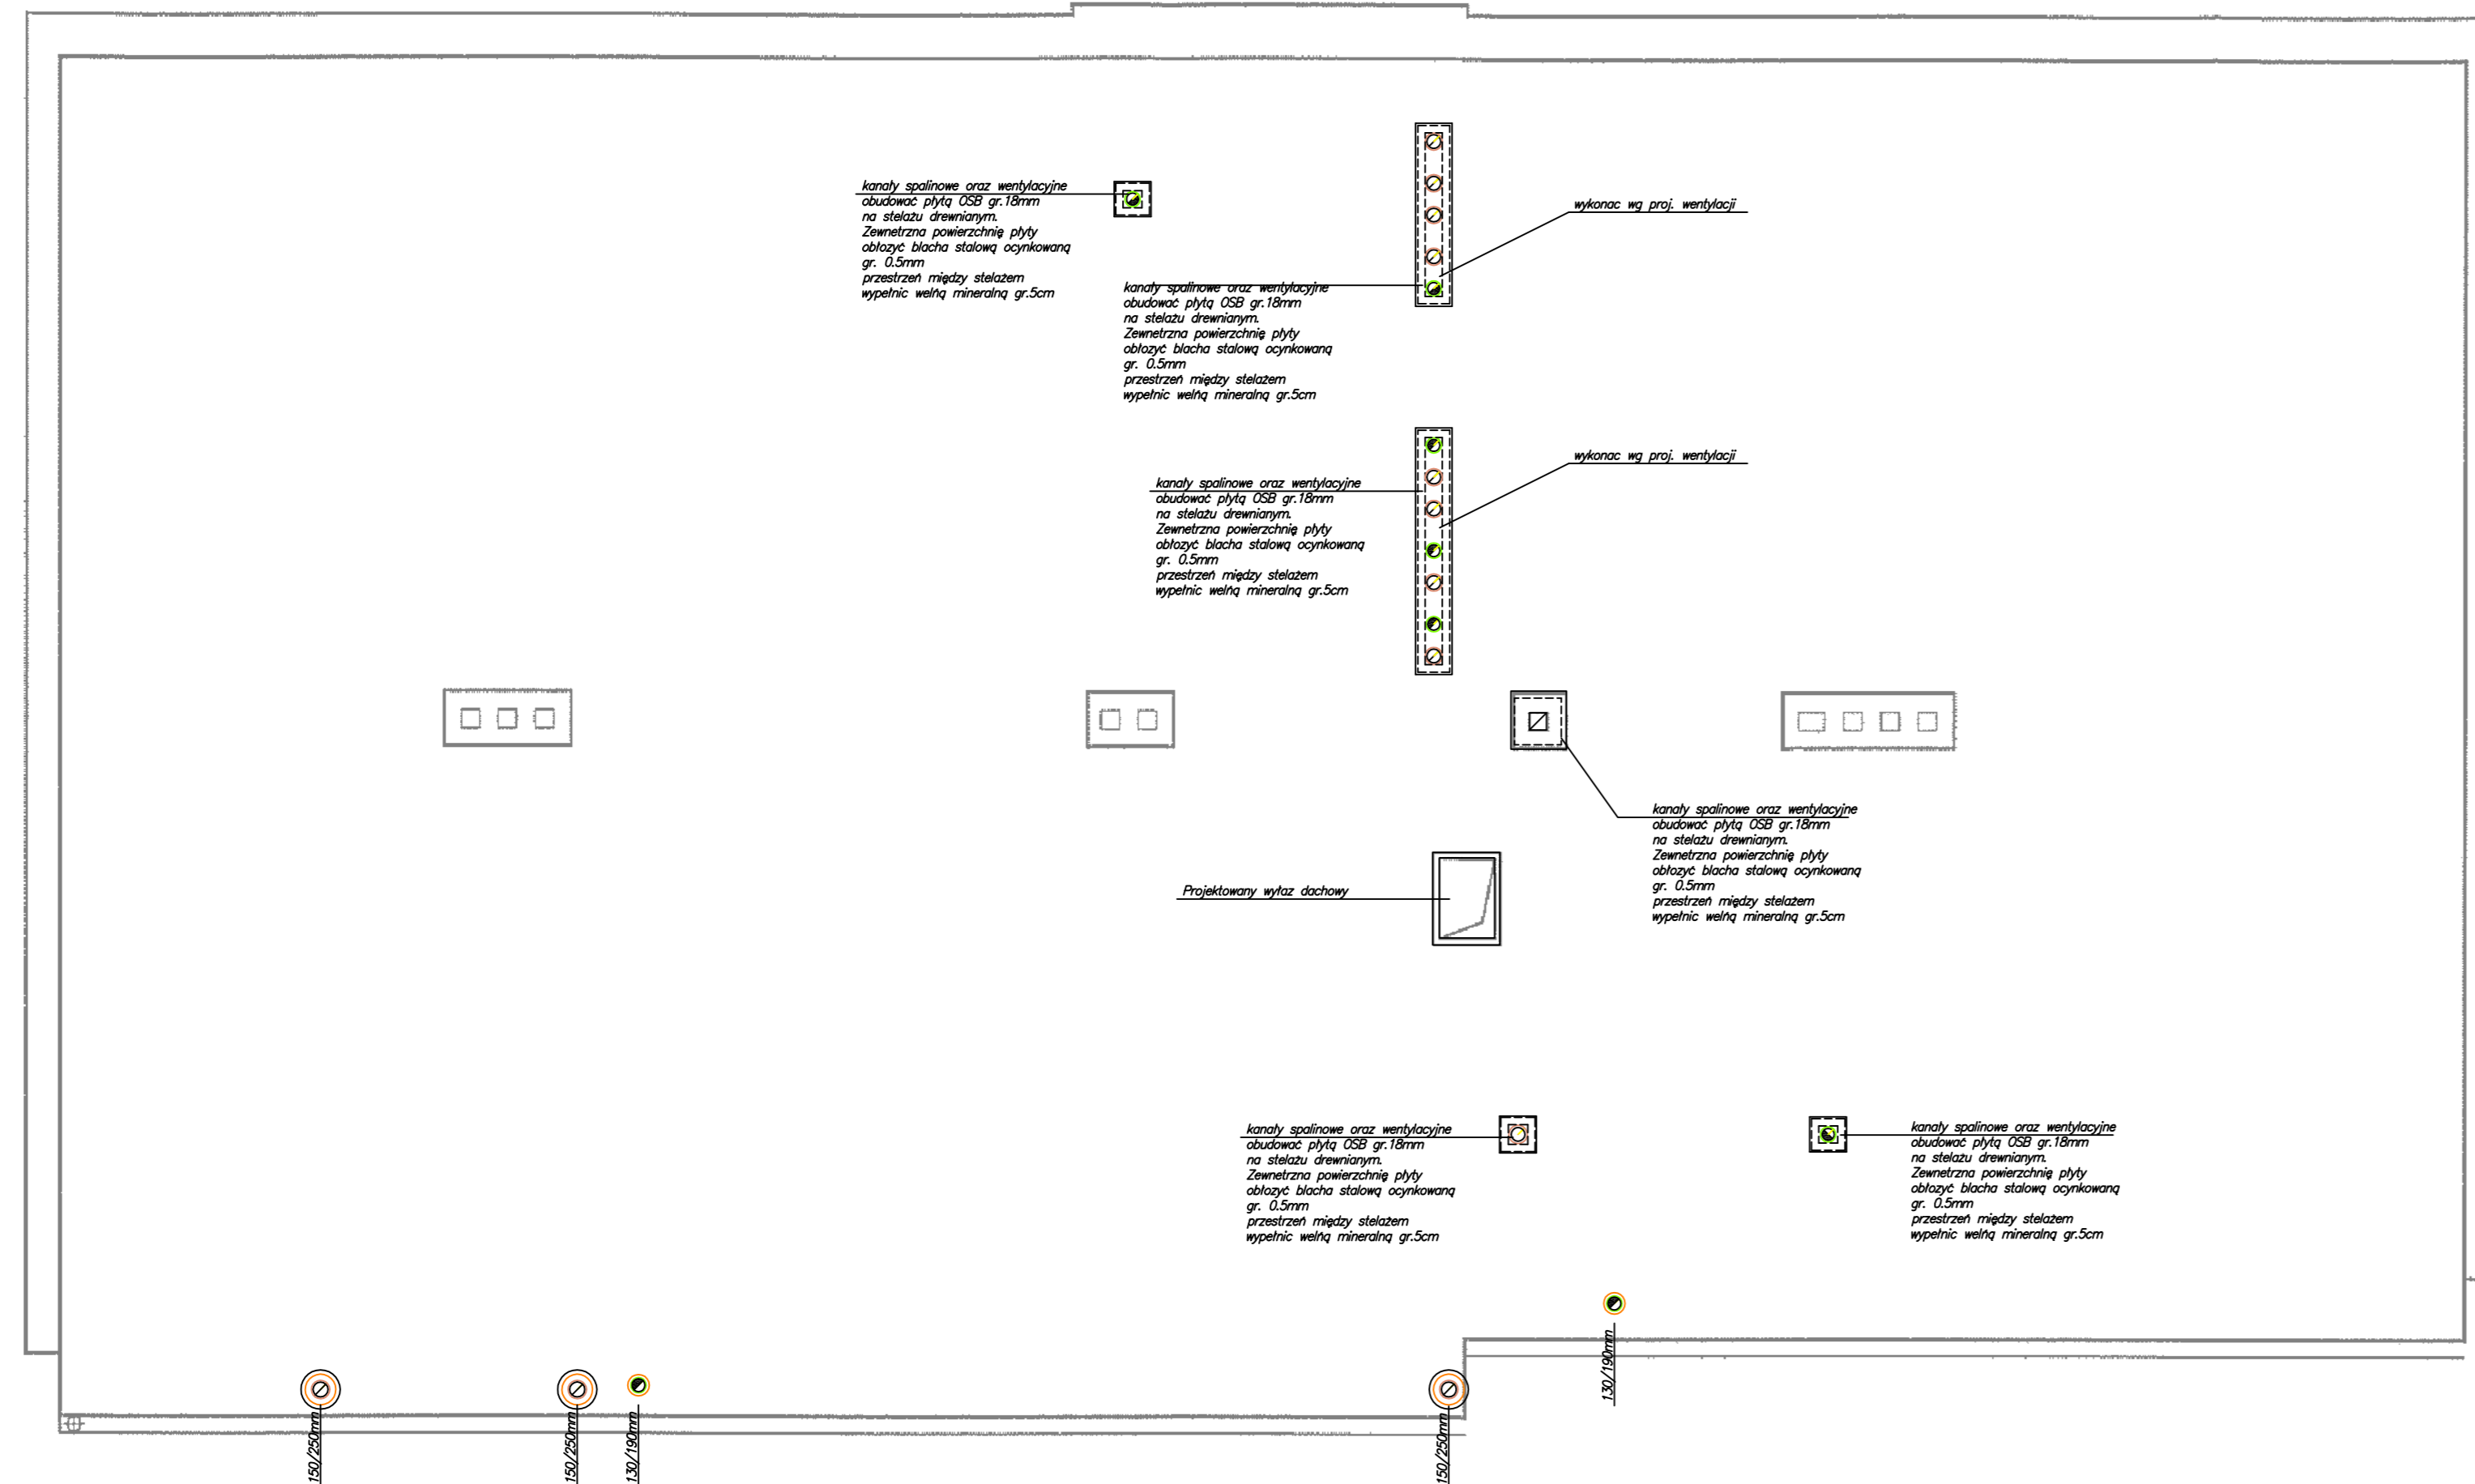 kanały spalinowe oraz wentylacyjne
obudować płytą OSB gr.18mm
na stelażu drewnianym.
Zewnetrzna powierzchnię płyty
obłozyć blacha stalową ocynkowaną
gr. 0.5mm
przestrzeń między stelażem
wypełnic wełną mineralną gr.5cm
wykonac wg proj. wentylacji
kanały spalinowe oraz wentylacyjne
obudować płytą OSB gr.18mm
na stelażu drewnianym.
Zewnetrzna powierzchnię płyty
obłozyć blacha stalową ocynkowaną
gr. 0.5mm
przestrzeń między stelażem
wypełnic wełną mineralną gr.5cm
wykonac wg proj. wentylacji
kanały spalinowe oraz wentylacyjne
obudować płytą OSB gr.18mm
na stelażu drewnianym.
Zewnetrzna powierzchnię płyty
obłozyć blacha stalową ocynkowaną
gr. 0.5mm
przestrzeń między stelażem
wypełnic wełną mineralną gr.5cm
kanały spalinowe oraz wentylacyjne
obudować płytą OSB gr.18mm
na stelażu drewnianym.
Zewnetrzna powierzchnię płyty
obłozyć blacha stalową ocynkowaną
gr. 0.5mm
przestrzeń między stelażem
wypełnic wełną mineralną gr.5cm
Projektowany wyłaz dachowy
kanały spalinowe oraz wentylacyjne
obudować płytą OSB gr.18mm
na stelażu drewnianym.
Zewnetrzna powierzchnię płyty
obłozyć blacha stalową ocynkowaną
gr. 0.5mm
przestrzeń między stelażem
wypełnic wełną mineralną gr.5cm
kanały spalinowe oraz wentylacyjne
obudować płytą OSB gr.18mm
na stelażu drewnianym.
Zewnetrzna powierzchnię płyty
obłozyć blacha stalową ocynkowaną
gr. 0.5mm
przestrzeń między stelażem
wypełnic wełną mineralną gr.5cm
130/190mm
150/250mm
150/250mm
130/190mm
150/250mm